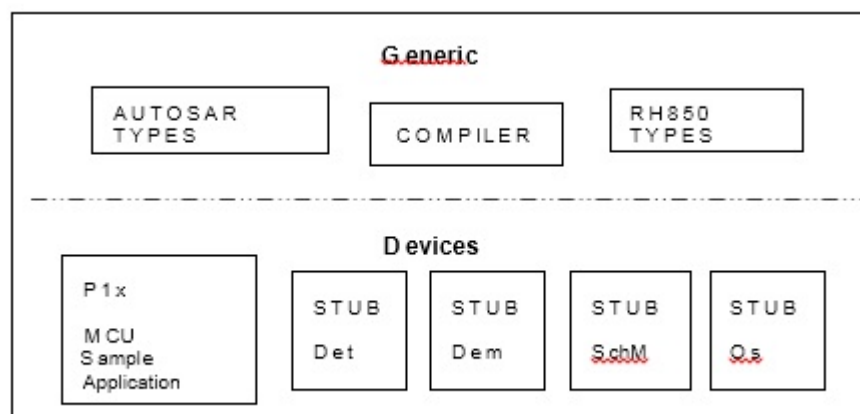 Generic
AUTOSAR
TYPES
COMPILER
RH850
TYPES
Devices
P1x
MCU
Sample
Application
STUB
Det
STUB
Dem
STUB
SchM
STUB
Os